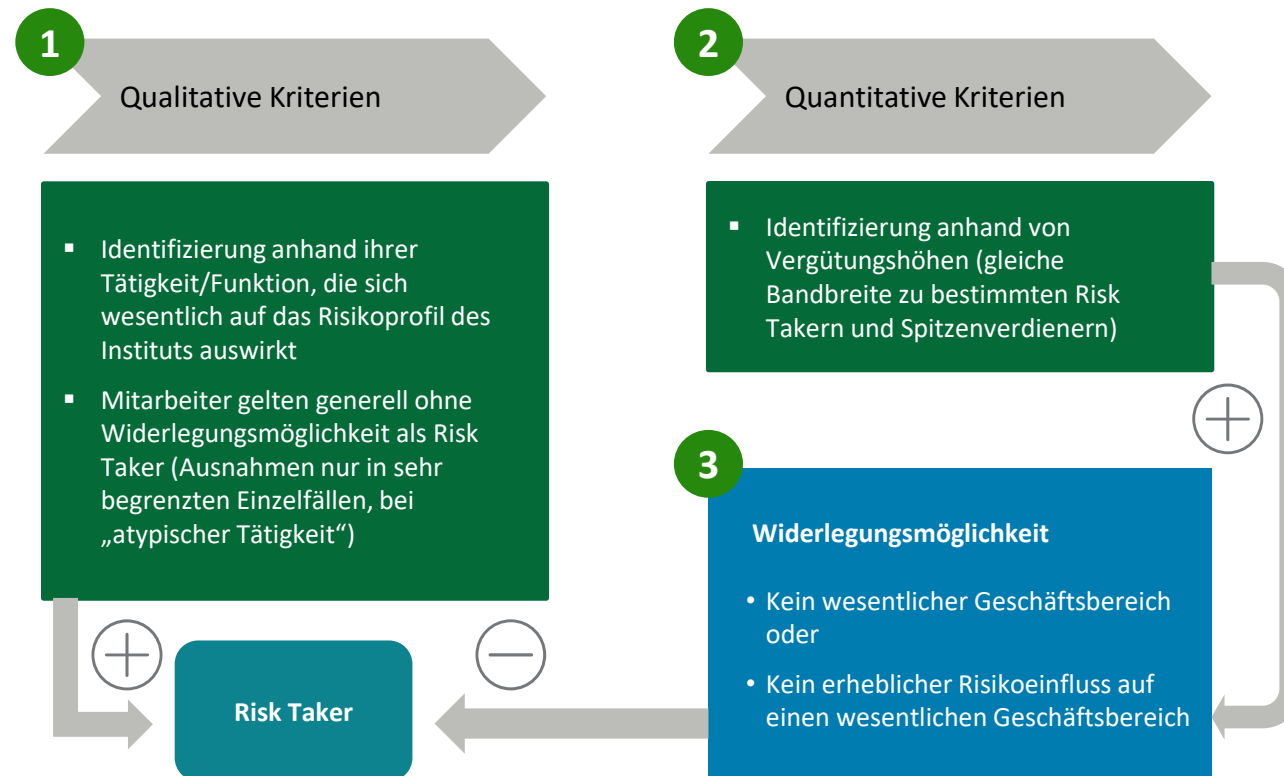 1
Qualitative Kriterien
▪ Identifizierung anhand ihrer
Tätigkeit/Funktion, die sich
wesentlich auf das Risikoprofil des
Instituts auswirkt
▪ Mitarbeiter gelten generell ohne
Widerlegungsmöglichkeit als Risk
Taker (Ausnahmen nur in sehr
begrenzten Einzelfällen, bei
„atypischer Tätigkeit“)
2
Quantitative Kriterien
▪ Identifizierung anhand von
Vergütungshöhen (gleiche
Bandbreite zu bestimmten Risk
Takern und Spitzenverdienern)
3
Widerlegungsmöglichkeit
• Kein wesentlicher Geschäftsbereich
oder
• Kein erheblicher Risikoeinfluss auf
einen wesentlichen Geschäftsbereich
Risk Taker